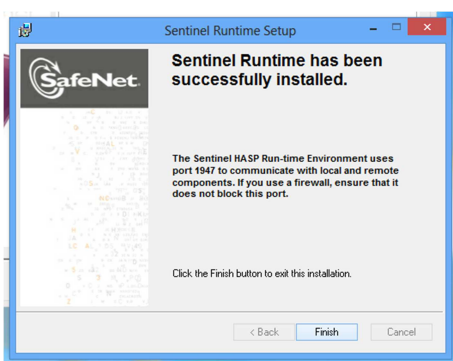 Sentinel Runtime Setup
SafeNet.
Sentinel Runtime has been
successfully installed.
The Sentinel HASP Run-time Environment uses
port 1947 to communicate with local and remote
components. If you use a firewall, ensure that it
does not block this port.
Click the Finish button to exit this installation.
< Back
Finish
Cancel